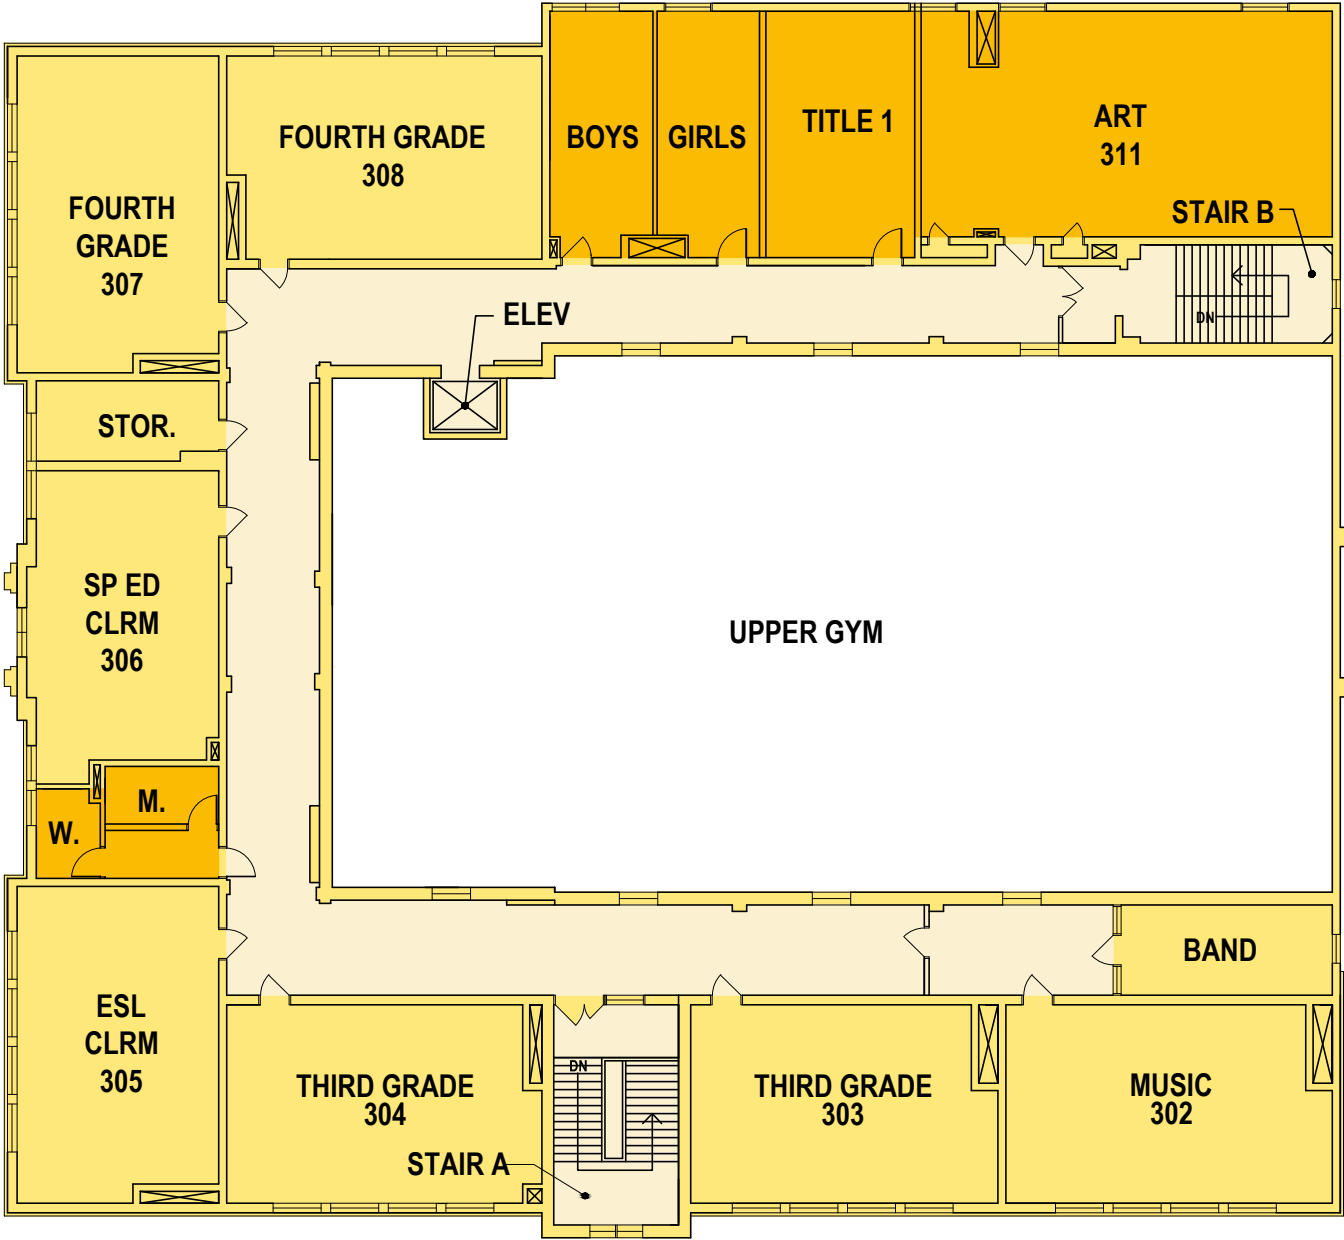 FOURTH GRADE
308
BOYS
GIRLS
TITLE 1
ART
311
STAIR B
FOURTH
GRADE
307
ELEV
DN
STOR.
SP ED
CLRM
306
UPPER GYM
M.
W.
BAND
ESL
CLRM
305
DN
THIRD GRADE
304
THIRD GRADE
303
MUSIC
302
STAIR A